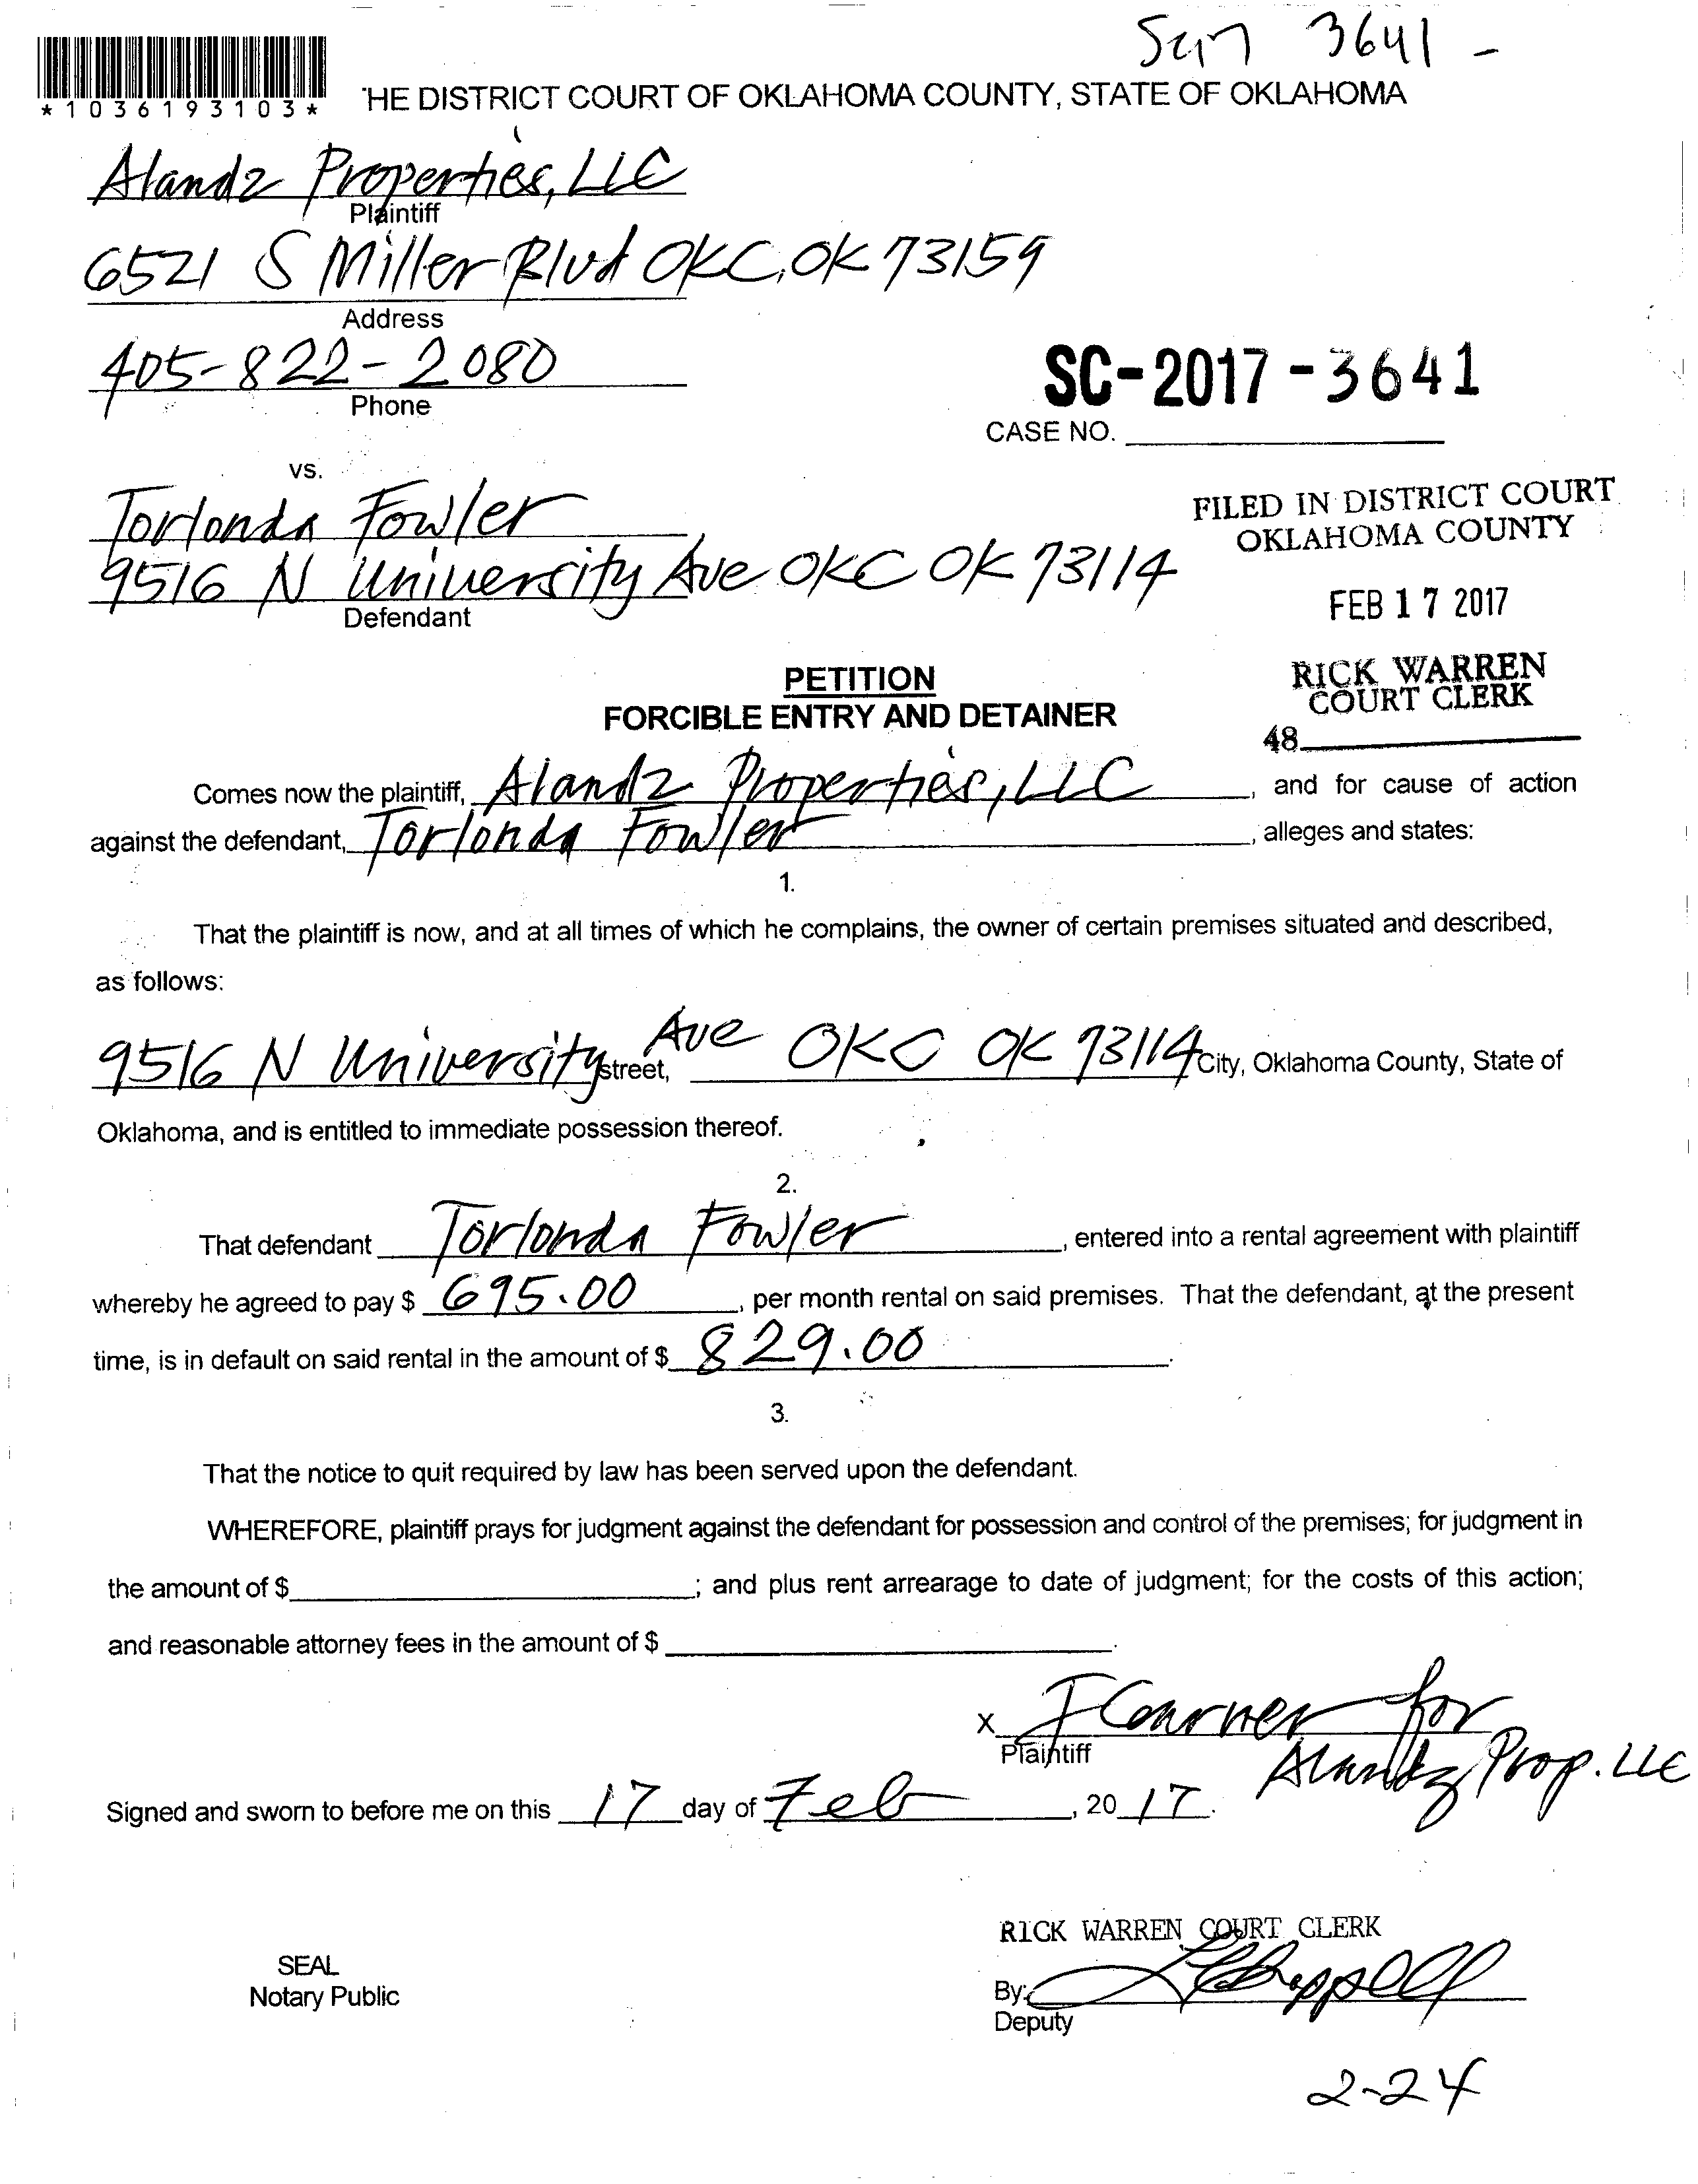 3641 -
*1036193103*
HE DISTRICT COURT OF OKLAHOMA COUNTY, STATE OF OKLAHOMA
Alandz Properties, LLC
Plaintiff
6521 S Miller Blvd OKC, OK 73159
Address
405-822-2080
Phone
SC-2017-3641
CASE NO.
vs.
Torlonda Fowler
9516 N University Ave OKC OK 73114
Defendant
FILED IN DISTRICT COURT
OKLAHOMA COUNTY
FEB 17 2017
RICK WARREN
COURT CLERK
48
PETITION
FORCIBLE ENTRY AND DETAINER
Comes now the plaintiff, Alandz Properties, LLC, and for cause of action
against the defendant, Torlonda Fowler, alleges and states:
1.
That the plaintiff is now, and at all times of which he complains, the owner of certain premises situated and described,
as follows:
9516 N University Ave street, OKC OK 73114 City, Oklahoma County, State of
Oklahoma, and is entitled to immediate possession thereof.
2.
That defendant Torlonda Fowler, entered into a rental agreement with plaintiff
whereby he agreed to pay $ 695.00, per month rental on said premises. That the defendant, at the present
time, is in default on said rental in the amount of $ 829.00.
3.
That the notice to quit required by law has been served upon the defendant.
WHEREFORE, plaintiff prays for judgment against the defendant for possession and control of the premises; for judgment in
the amount of $ ; and plus rent arrearage to date of judgment; for the costs of this action;
and reasonable attorney fees in the amount of $ .
X for
Plaintiff
Alandz Prop. LLC
Signed and sworn to before me on this 17 day of Feb, 2017.
RICK WARREN COURT CLERK
SEAL
Notary Public
By:
Deputy
2-24